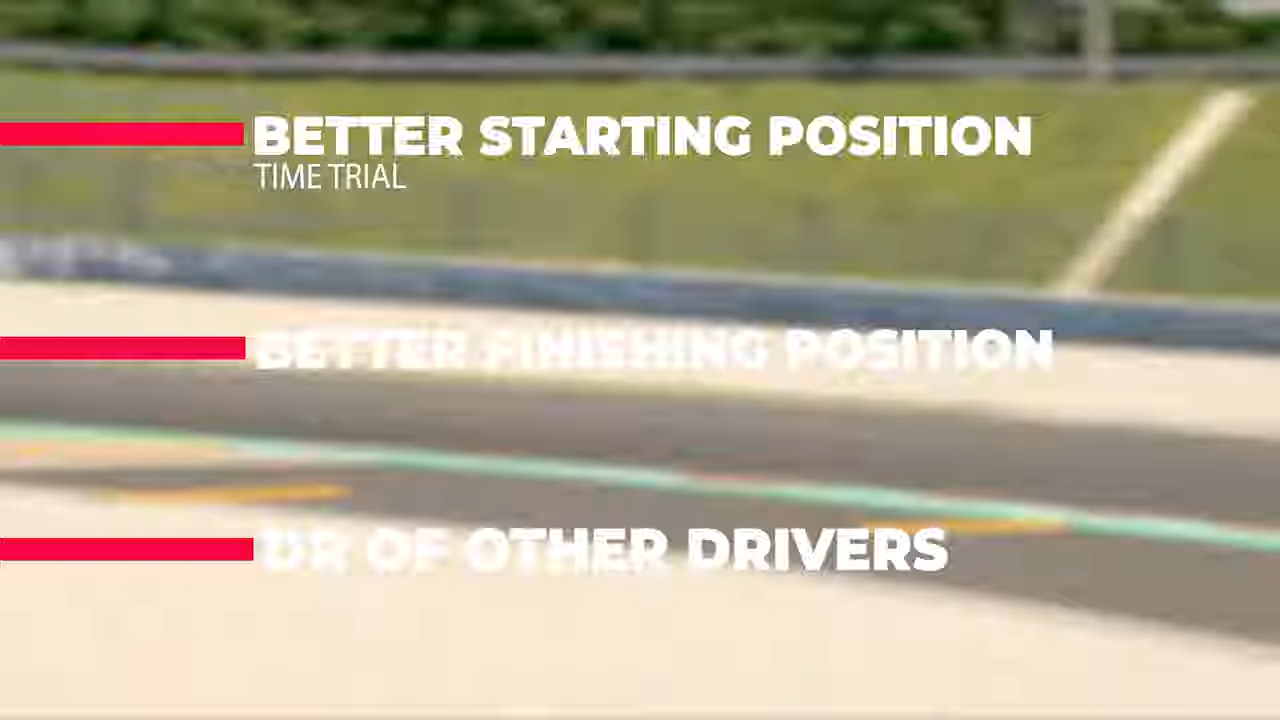 BETTER STARTING POSITION
TIME TRIAL
BETTER FINISHING POSITION
DR OF OTHER DRIVERS